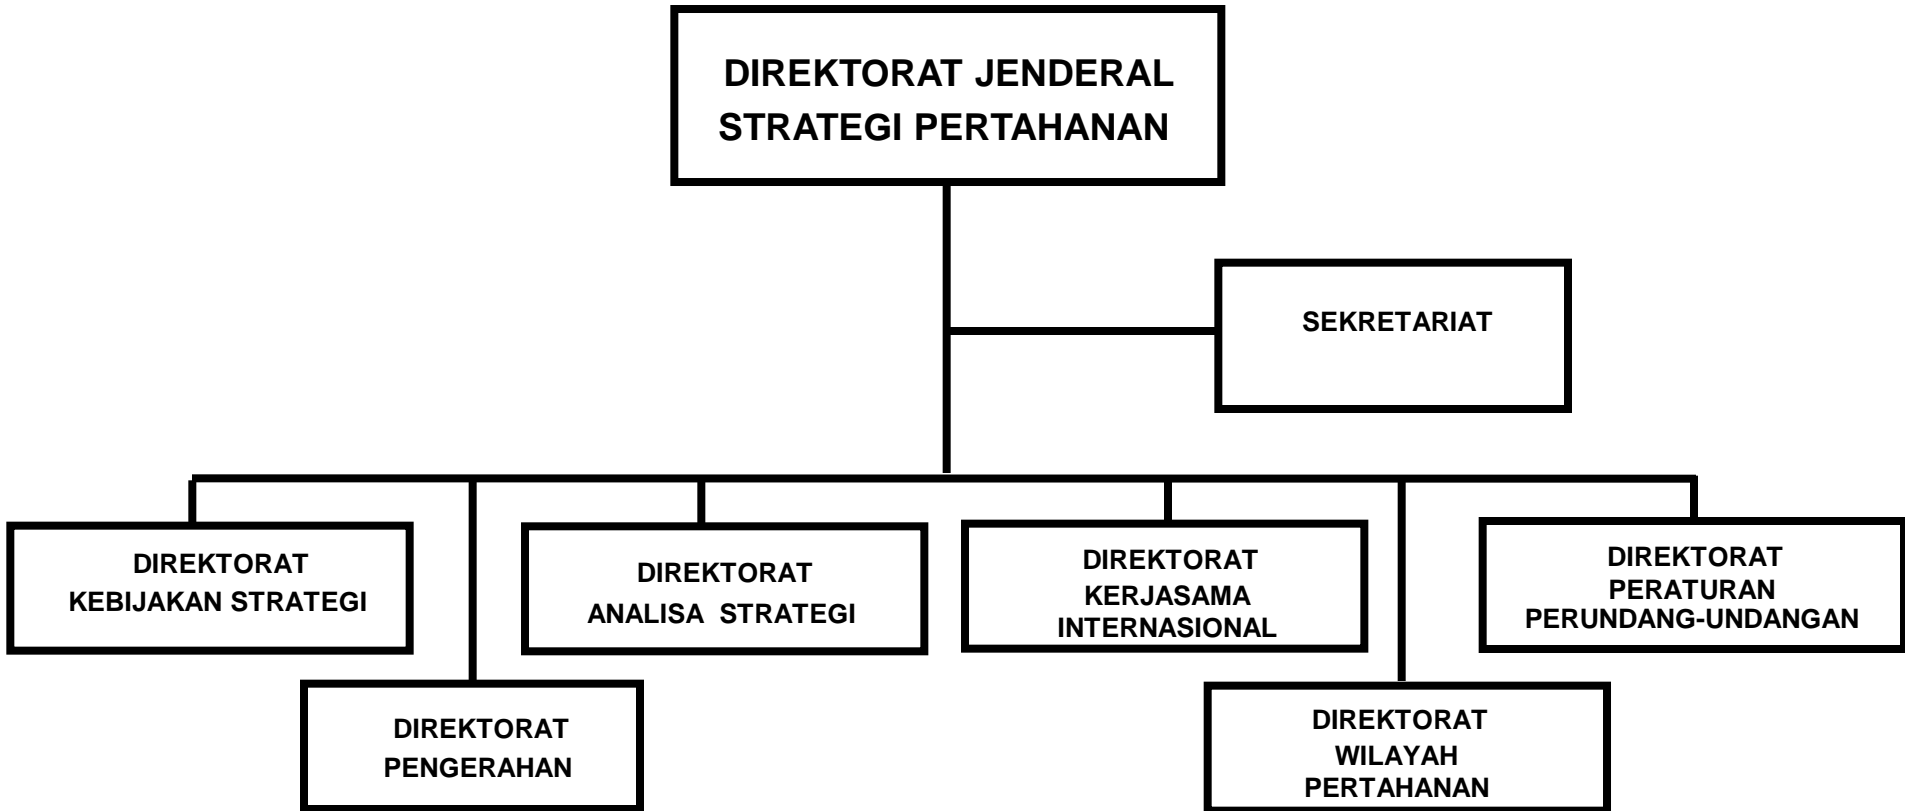 DIREKTORAT JENDERAL
STRATEGI PERTAHANAN
SEKRETARIAT
DIREKTORAT
KEBIJAKAN STRATEGI
DIREKTORAT
ANALISA STRATEGI
DIREKTORAT
KERJASAMA
INTERNASIONAL
DIREKTORAT
PERATURAN
PERUNDANG-UNDANGAN
DIREKTORAT
PENGERAHAN
DIREKTORAT
WILAYAH
PERTAHANAN